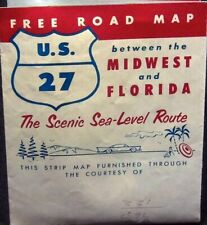 FREE ROAD MAP
U.S.
27
between the
MIDWEST
and
FLORIDA
The Scenic Sea-Level Route
THIS STRIP MAP FURNISHED THROUGH
THE COURTESY OF